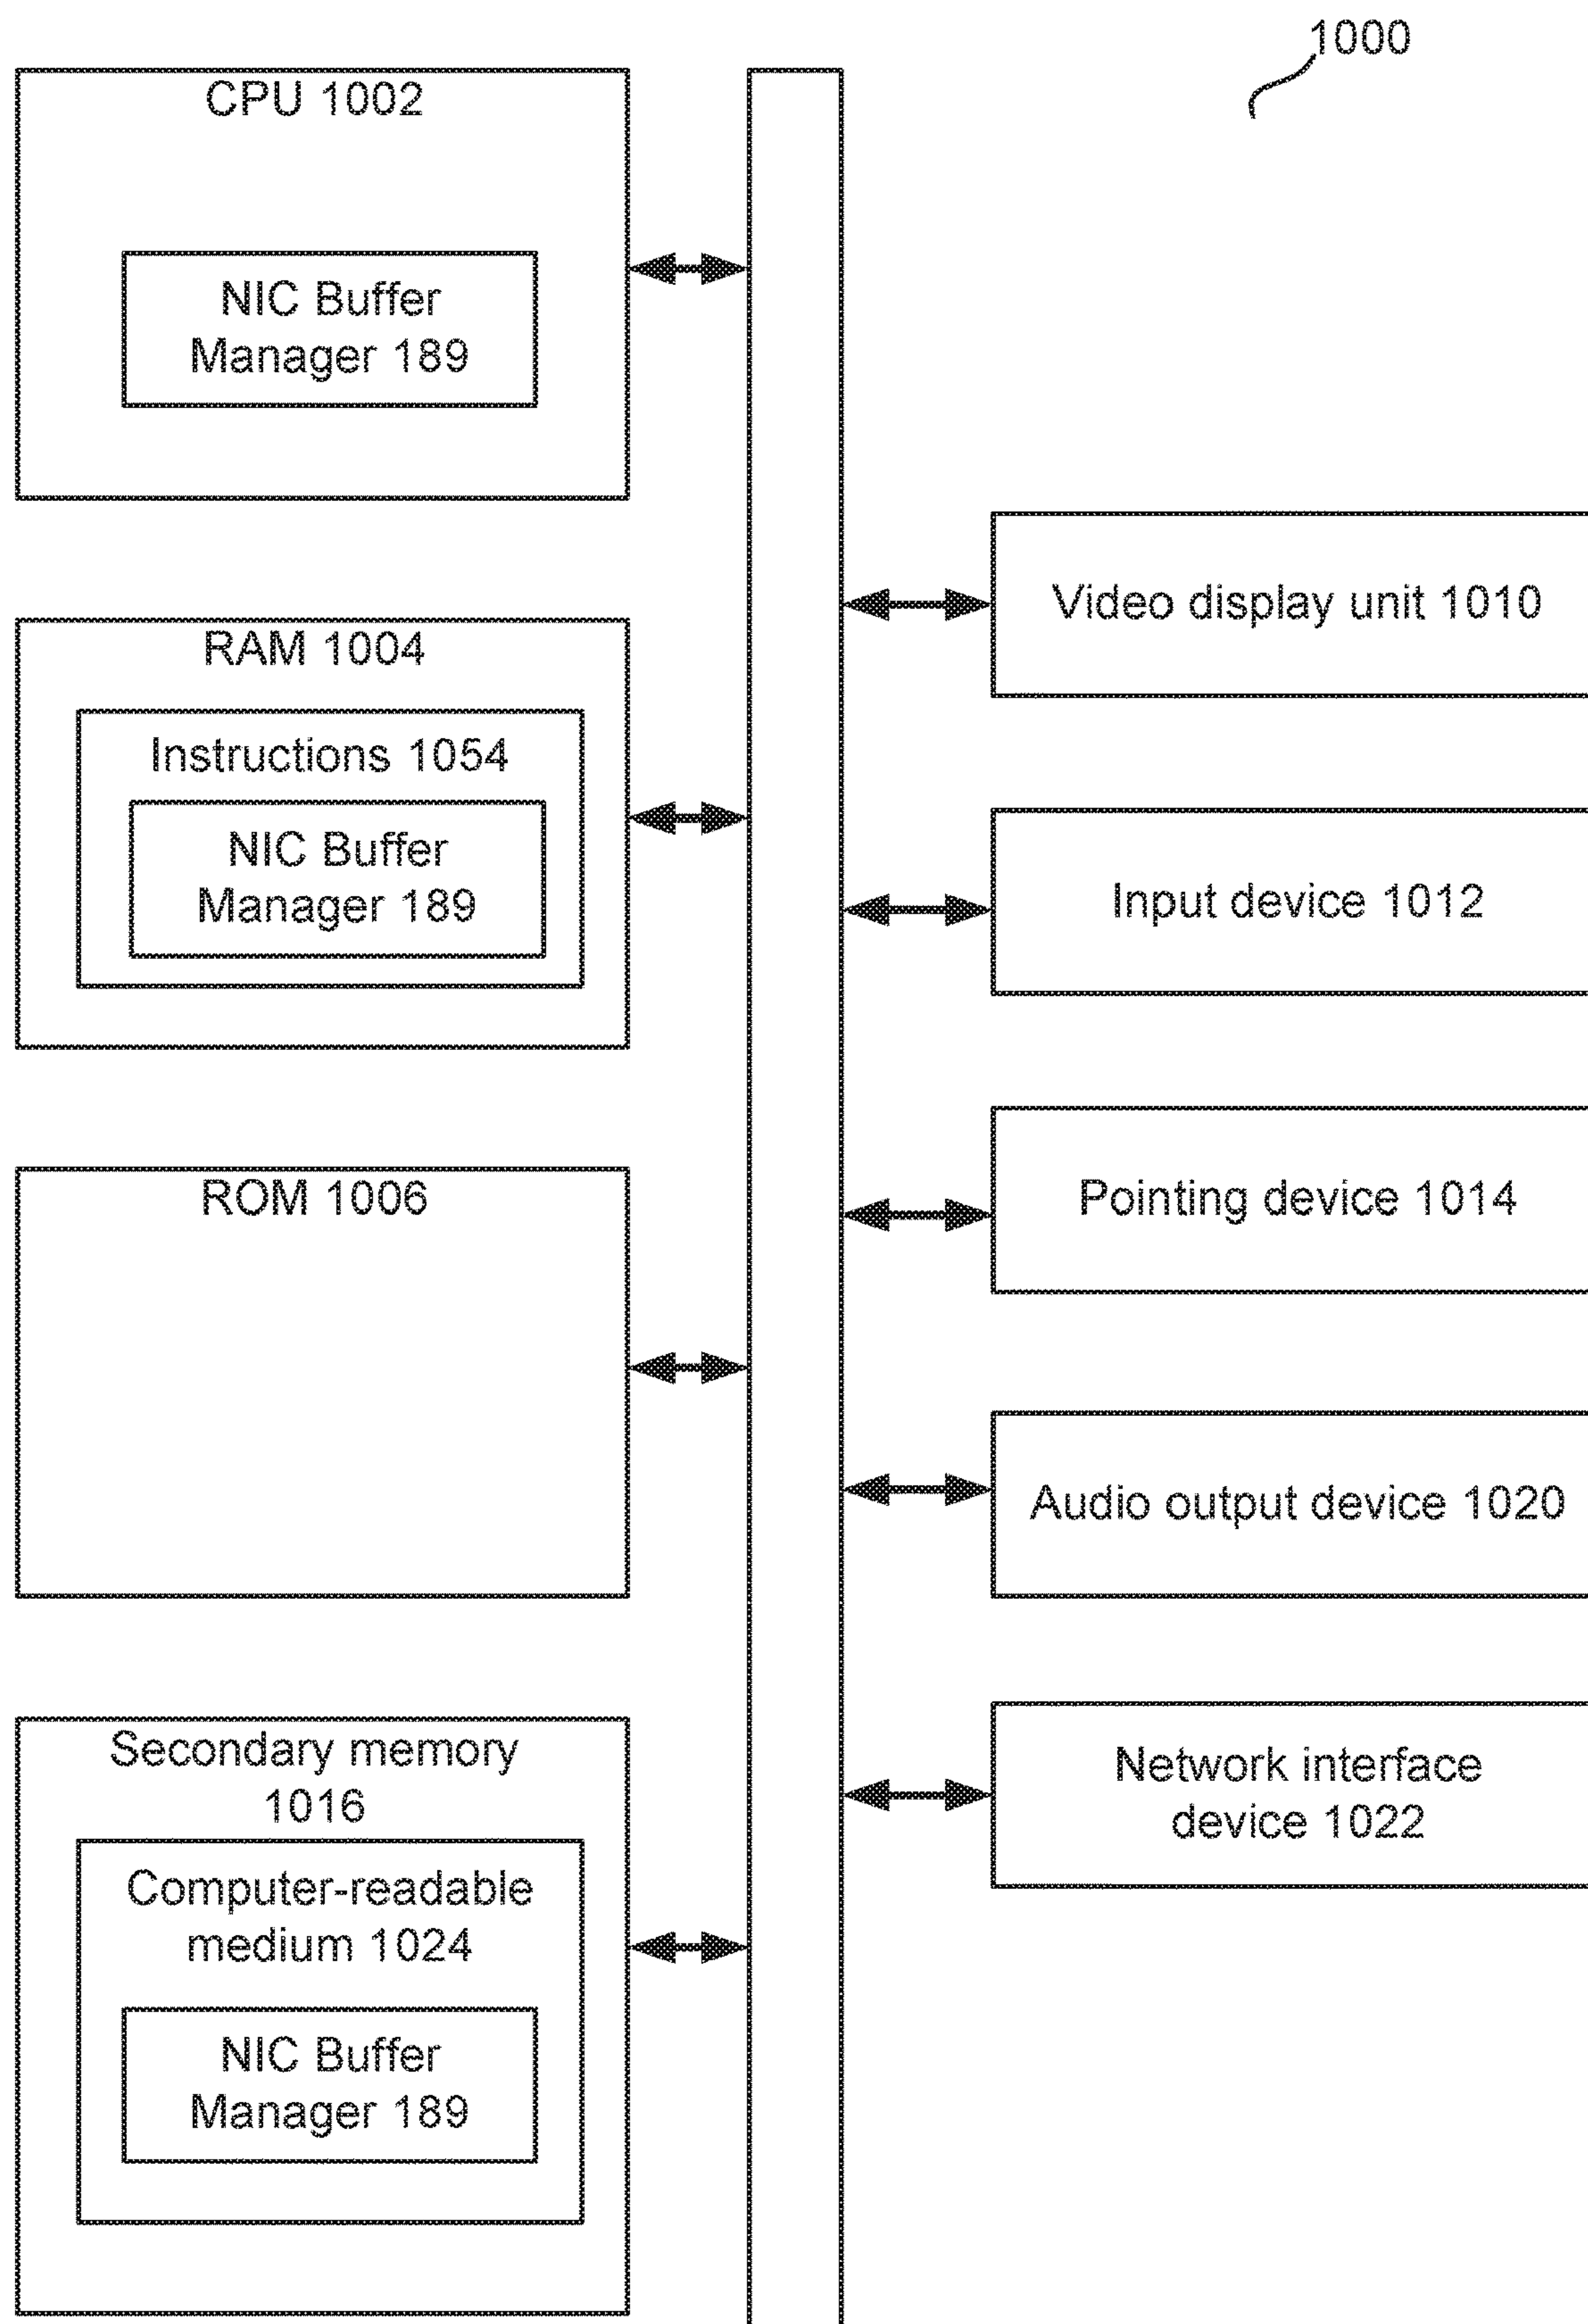 1000
CPU 1002
NIC Buffer
Manager 189
RAM 1004
Instructions 1054
NIC Buffer
Manager 189
ROM 1006
Secondary memory
1016
Computer-readable
medium 1024
NIC Buffer
Manager 189
Video display unit 1010
Input device 1012
Pointing device 1014
Audio output device 1020
Network interface
device 1022